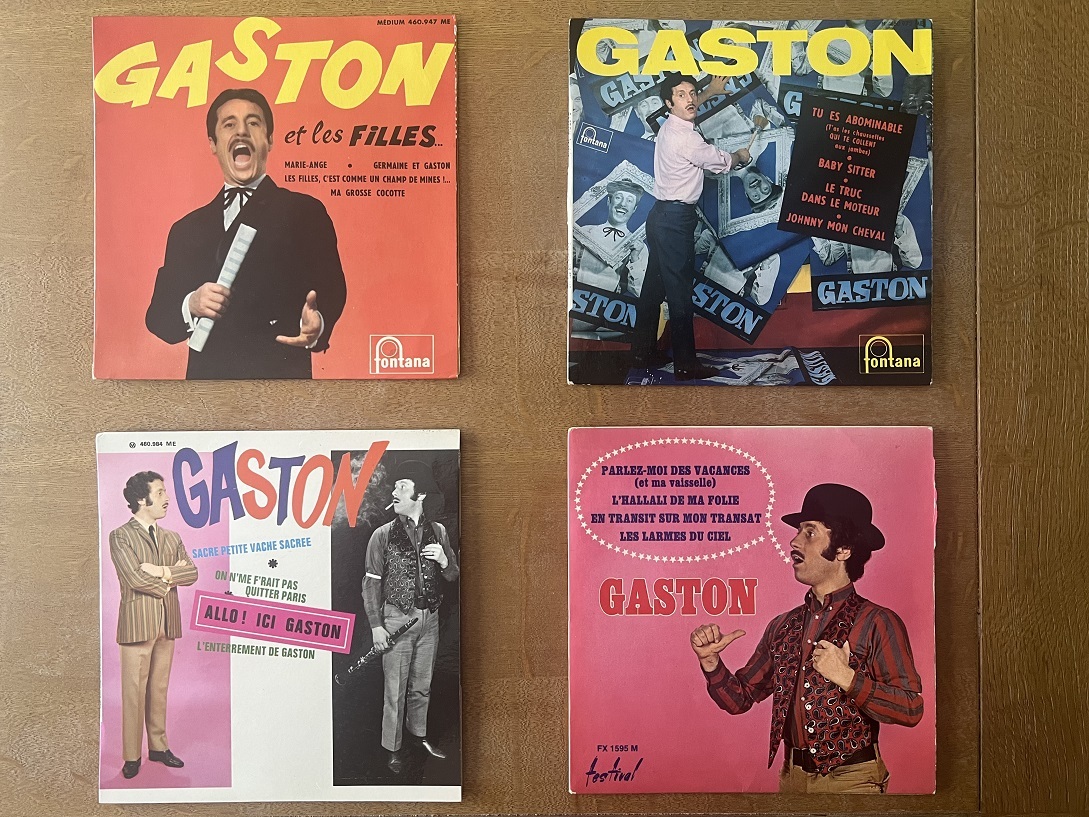 MÉDIUM 460.947 ME
GASTON
et les FiLLES...
MARIE-ANGE • GERMAINE ET GASTON
LES FILLES, C'EST COMME UN CHAMP DE MINES !...
MA GROSSE COCOTTE
fontana
GASTON
fontana
TU ES ABOMINABLE
(T'as les chaussettes
QUI TE COLLENT
aux jambes)
•
BABY SITTER
•
LE TRUC
DANS LE MOTEUR
•
JOHNNY MON CHEVAL
GASTON
STON
STON
fontana
M 460.984 ME
GASTON
SACRE PETITE VACHE SACREE
*
ON N'ME F'RAIT PAS
QUITTER PARIS
*
ALLO! ICI GASTON
L'ENTERREMENT DE GASTON
PARLEZ-MOI DES VACANCES
(et ma vaisselle)
L'HALLALI DE MA FOLIE
EN TRANSIT SUR MON TRANSAT
LES LARMES DU CIEL
GASTON
FX 1595 M
festival